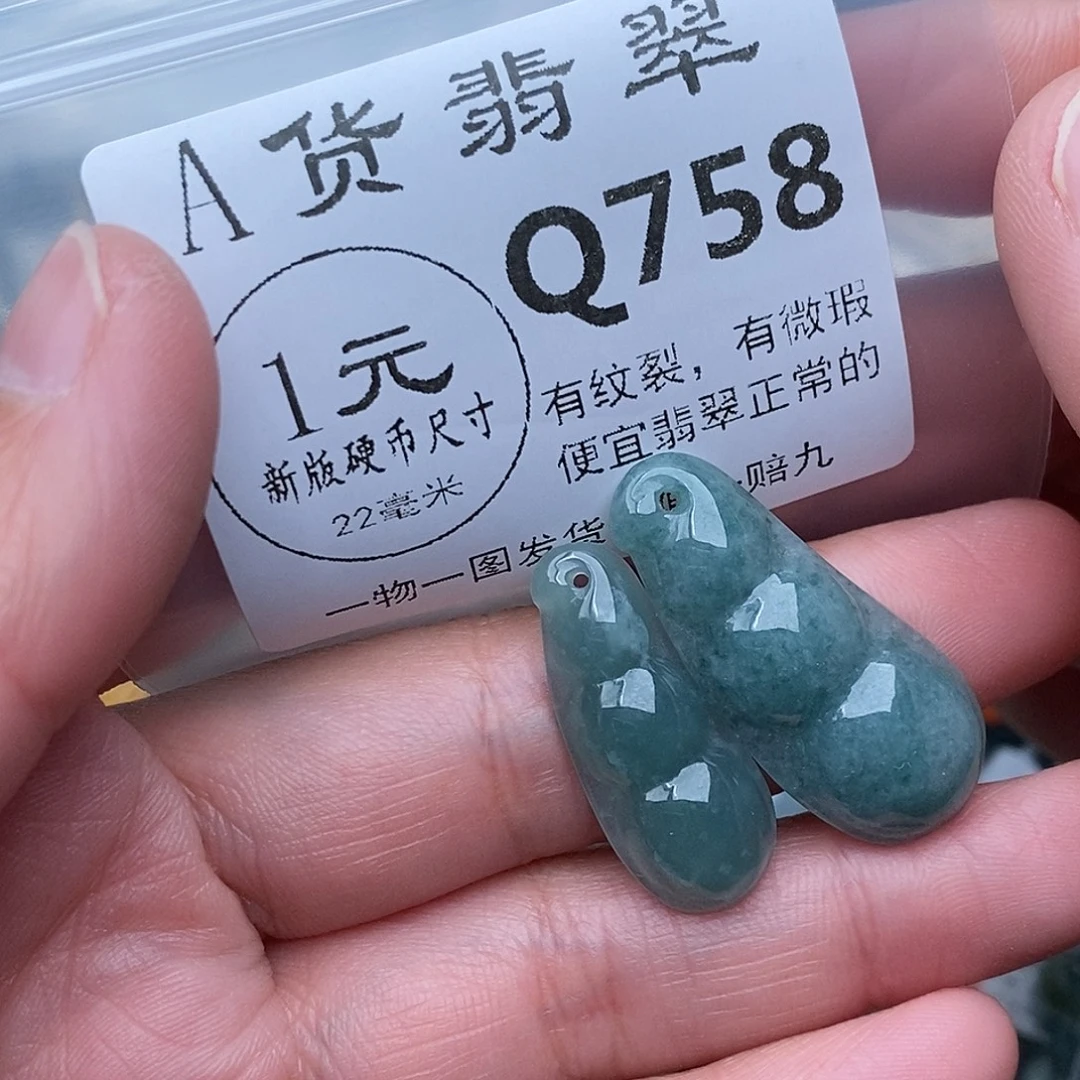 A货翡翠
Q758
1元
新版硬币尺寸
22毫米
有纹裂，有微瑕
便宜翡翠正常的
一物一图发货
赔九